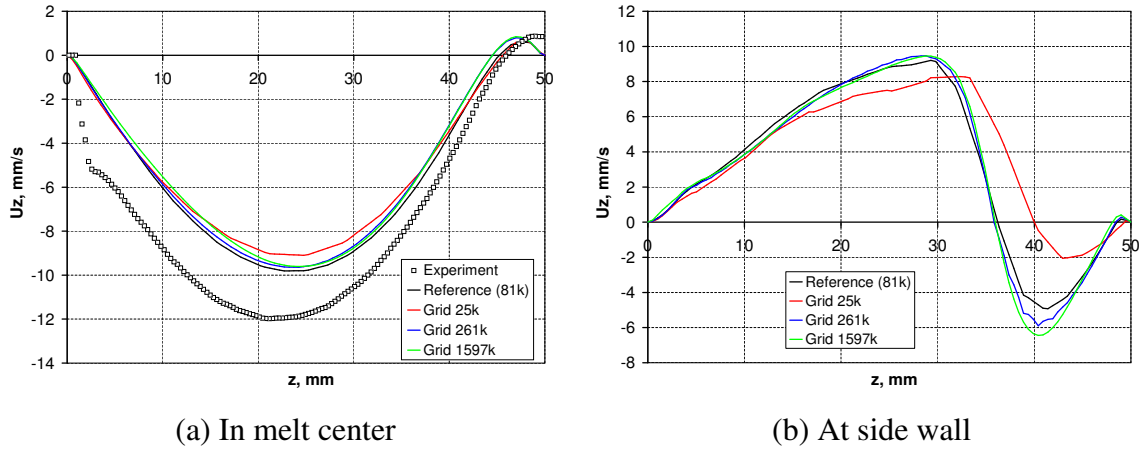 2
0
-2
-4
-6
-8
-10
-12
-14
Uz, mm/s
0 10 20 30 40 50
z, mm
Experiment
Reference (81k)
Grid 25k
Grid 261k
Grid 1597k
(a) In melt center
12
10
8
6
4
2
0
-2
-4
-6
-8
Uz, mm/s
0 10 20 30 40 50
z, mm
Reference (81k)
Grid 25k
Grid 261k
Grid 1597k
(b) At side wall